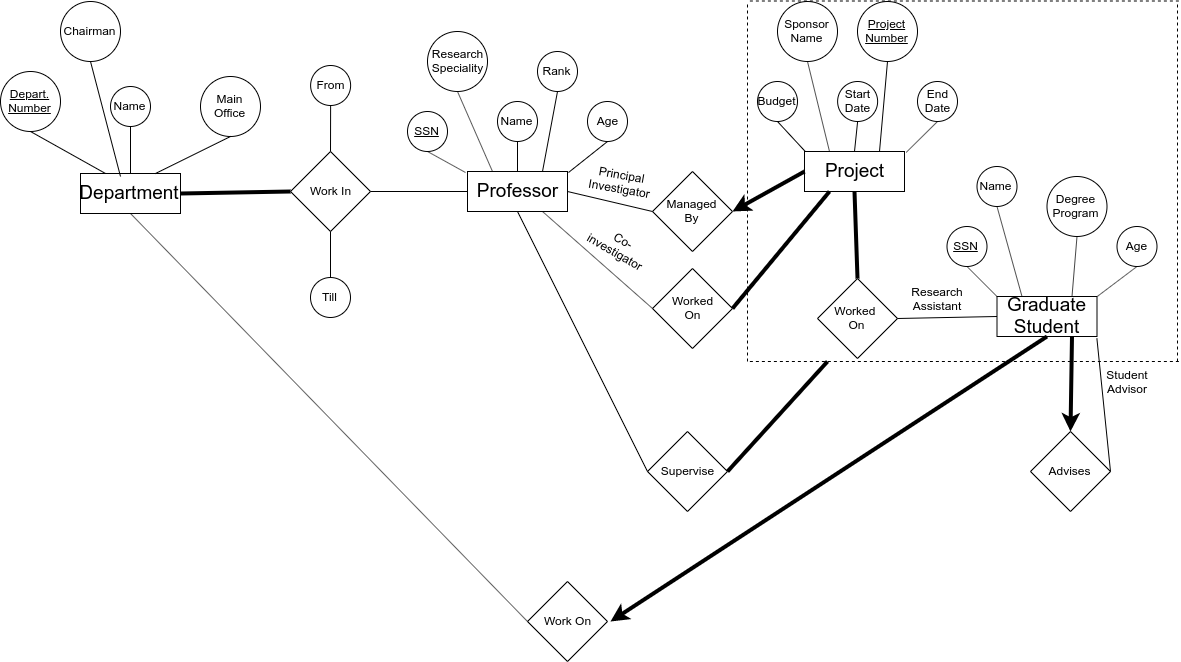 Chairman
Depart.
Number
Name
Main
Office
From
Research
Speciality
Rank
SSN
Name
Age
Sponsor
Name
Project
Number
Budget
Start
Date
End
Date
Department
Work In
Professor
Principal
Investigator
Managed
By
Project
Name
Degree
Program
SSN
Age
Co-
investigator
Till
Worked
On
Worked
On
Research
Assistant
Graduate
Student
Student
Advisor
Supervise
Advises
Work On